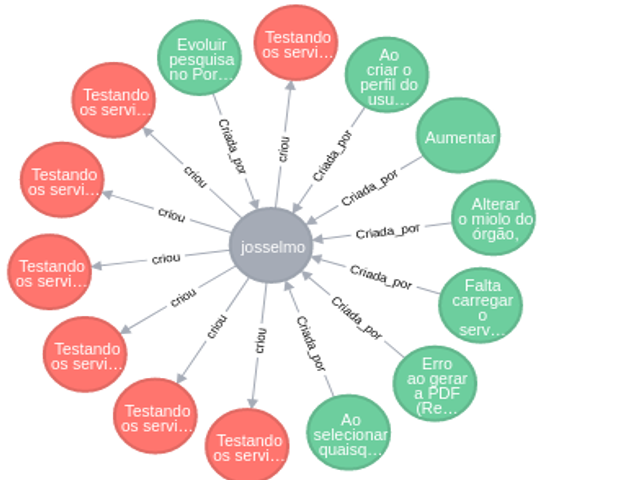 Testando
os servi...
Evoluir
pesquisa
no Por...
Ao
criar o
perfil do
usu...
Testando
os servi...
Aumentar
criou
Criada_por
Criada_por
Testando
os servi...
criou
Criada_por
Alterar
o miolo do
órgão,
criou
Criada_por
josselmo
Testando
os servi...
criou
Criada_por
Falta
carregar
o
serv...
criou
Criada_por
Testando
os servi...
criou
criou
Criada_por
Erro
ao gerar
a PDF
(Re...
Testando
os servi...
Testando
os servi...
Ao
selecionar
quaisq...